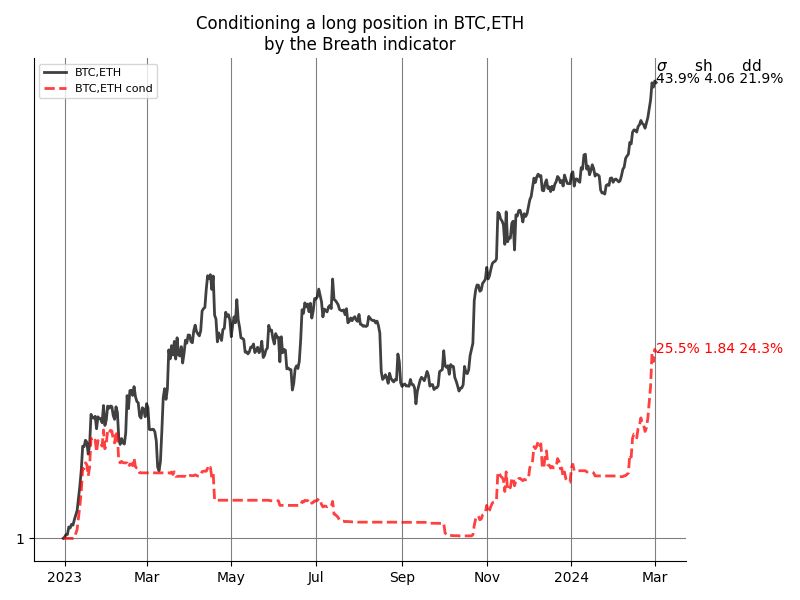 Conditioning a long position in BTC,ETH
by the Breath indicator
BTC,ETH
BTC,ETH cond
σ sh dd
43.9% 4.06 21.9%
25.5% 1.84 24.3%
1
2023 Mar May Jul Sep Nov 2024 Mar